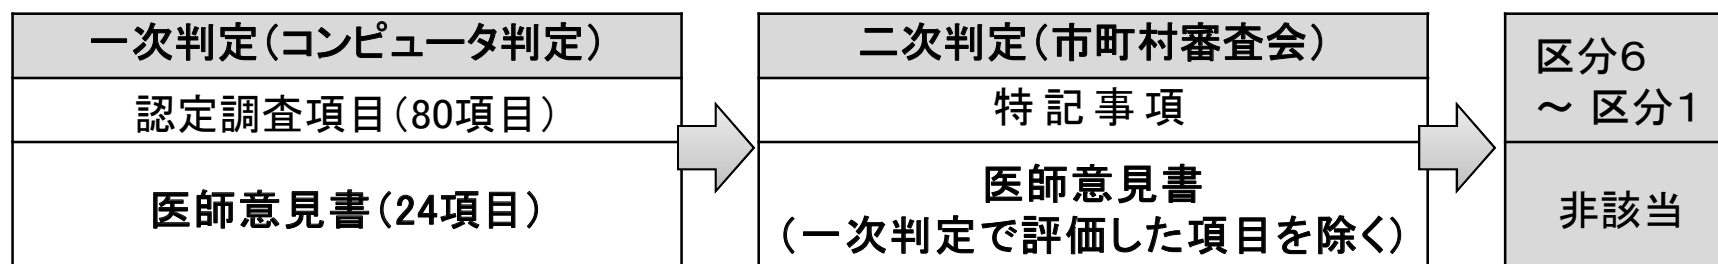 一次判定(コンピュータ判定)
認定調査項目(80項目)
医師意見書(24項目)
二次判定(市町村審査会)
特記事項
医師意見書
(一次判定で評価した項目を除く)
区分6
～ 区分1
非該当